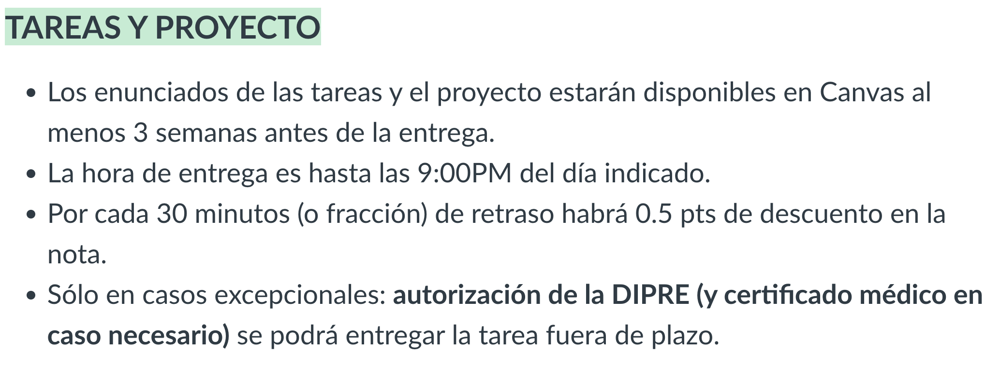 TAREAS Y PROYECTO
• Los enunciados de las tareas y el proyecto estarán disponibles en Canvas al
menos 3 semanas antes de la entrega.
• La hora de entrega es hasta las 9:00PM del día indicado.
• Por cada 30 minutos (o fracción) de retraso habrá 0.5 pts de descuento en la
nota.
• Sólo en casos excepcionales: autorización de la DIPRE (y certificado médico en
caso necesario) se podrá entregar la tarea fuera de plazo.